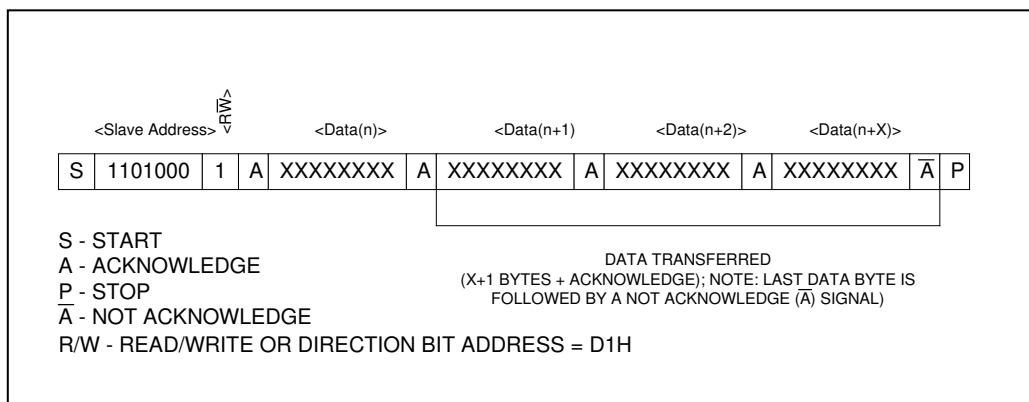 <Slave Address> <RW̅> <Data(n)> <Data(n+1) <Data(n+2)> <Data(n+X)>
S 1101000 1 A XXXXXXXX A XXXXXXXX A XXXXXXXX A XXXXXXXX A̅ P
S - START
A - ACKNOWLEDGE
P - STOP
A̅ - NOT ACKNOWLEDGE
R/W - READ/WRITE OR DIRECTION BIT ADDRESS = D1H
DATA TRANSFERRED
(X+1 BYTES + ACKNOWLEDGE); NOTE: LAST DATA BYTE IS
FOLLOWED BY A NOT ACKNOWLEDGE (A̅) SIGNAL)